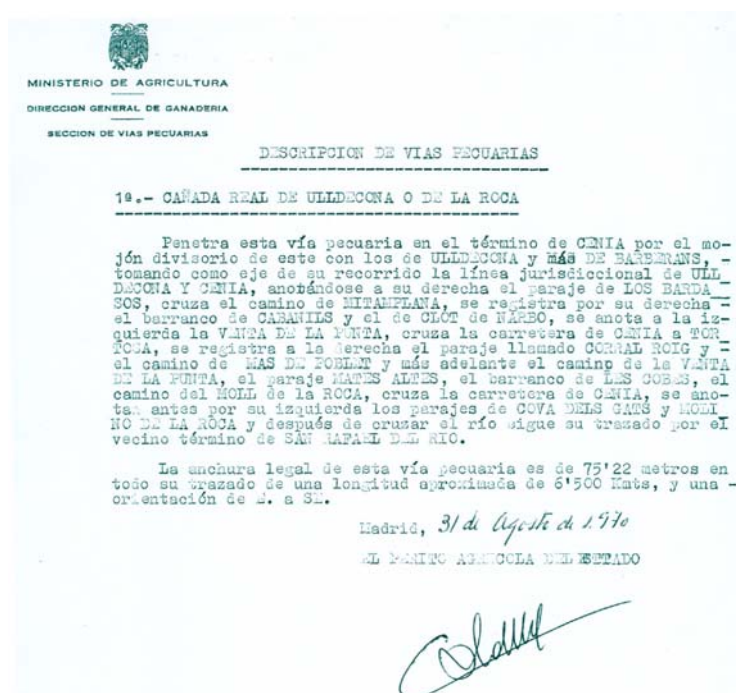 MINISTERIO DE AGRICULTURA
DIRECCION GENERAL DE GANADERIA
SECCION DE VIAS PECUARIAS
DESCRIPCION DE VIAS PECUARIAS
1ª.- CAÑADA REAL DE ULLDECONA O DE LA ROCA
Penetra esta vía pecuaria en el término de CENIA por el mo-
jón divisorio de este con los de ULLDECONA y MÁS DE BARBERANS, -
tomando como eje de su recorrido la línea jurisdiccional de ULL
DECONA Y CENIA, anotándose a su derecha el paraje de LOS BARDA
SOS, cruza el camino de MITAMPLANA, se registra por su derecha -
el barranco de CABANILS y el de CLOT de NARBO, se anota a la iz-
quierda la VENTA DE LA PUNTA, cruza la carretera de CENIA a TOR
TOSA, se registra a la derecha el paraje llamado CORRAL ROIG y -
el camino de MAS DE POBLET y más adelante el camino de la VENTA
DE LA PUNTA, el paraje MATES ALTES, el barranco de LES COBES, el
camino del MOLL de la ROCA, cruza la carretera de CENIA, se ano-
tan antes por su izquierda los parajes de COVA DELS GATS y MOLI
NO DE LA ROCA y después de cruzar el río sigue su trazado por el
vecino término de SAN RAFAEL DEL RIO.
La anchura legal de esta vía pecuaria es de 75'22 metros en
todo su trazado de una longitud aproximada de 6'500 Kmts, y una -
orientación de a SE.
Madrid, 31 de Agosto de 1.970
EL PERITO AGRICOLA DEL ESTADO